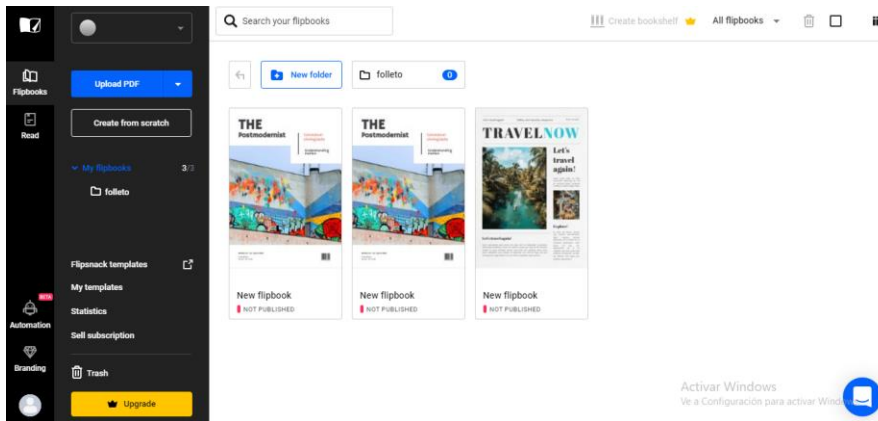 Search your flipbooks
Create bookshelf
All flipbooks
Flipbooks
Read
BETA
Automation
Branding
Upload PDF
Create from scratch
My flipbooks 3/3
folleto
Flipsnack templates
My templates
Statistics
Sell subscription
Trash
Upgrade
New folder
folleto 0
THE
Postmodernist
New flipbook
NOT PUBLISHED
THE
Postmodernist
New flipbook
NOT PUBLISHED
TRAVELNOW
Let's
travel
again!
New flipbook
NOT PUBLISHED
Activar Windows
Ve a Configuración para activar